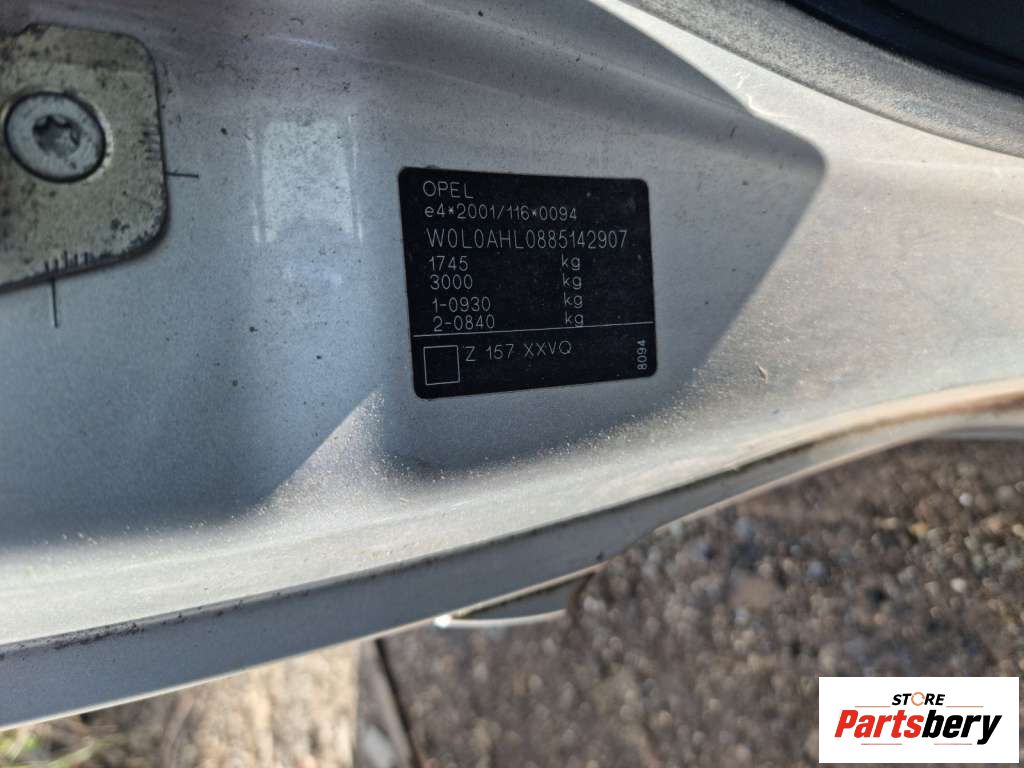 OPEL
e4*2001/116*0094
W0L0AHL0885142907
1745 kg
3000 kg
1-0930 kg
2-0840 kg
Z 157 XXVQ
8094
STORE
Partsbery